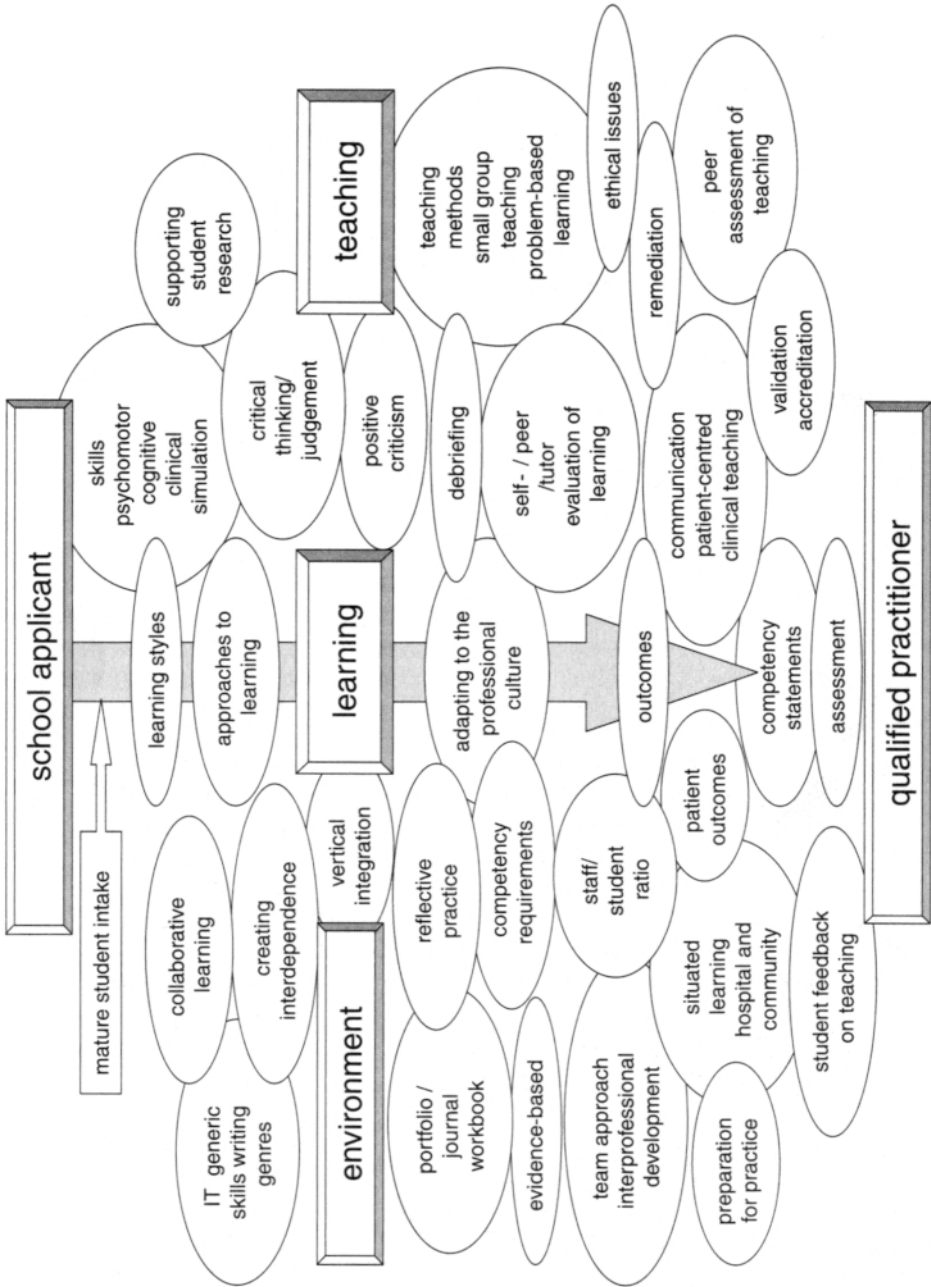 school applicant
mature student intake
learning styles
skills
psychomotor
cognitive
clinical
simulation
supporting
student
research
collaborative
learning
approaches to
learning
IT generic
skills writing
genres
creating
interdependence
critical
thinking/
judgement
environment
vertical
integration
learning
positive
criticism
teaching
portfolio /
journal
workbook
reflective
practice
adapting to the
professional
culture
debriefing
teaching
methods
small group
teaching
problem-based
learning
competency
requirements
evidence-based
self- / peer
/tutor
evaluation of
learning
team approach
interprofessional
development
staff/
student
ratio
outcomes
ethical issues
remediation
situated
learning
hospital and
community
patient
outcomes
communication
patient-centred
clinical teaching
peer
assessment of
teaching
preparation
for practice
competency
statements
validation
accreditation
student feedback
on teaching
assessment
qualified practitioner